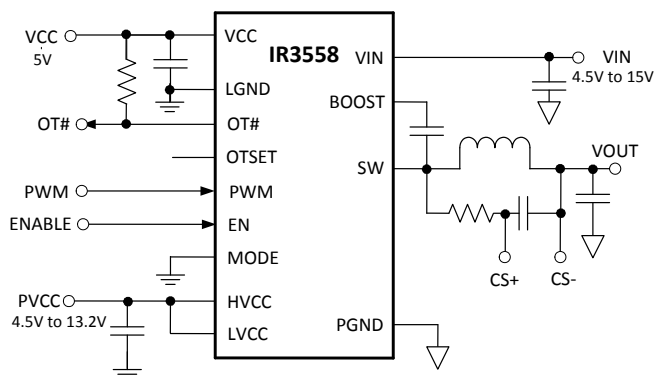 IR3558
VCC
5V
VCC
VIN
VIN
4.5V to 15V
LGND
BOOST
OT#
OT#
OTSET
SW
VOUT
PWM
PWM
ENABLE
EN
MODE
CS+
CS-
PVCC
4.5V to 13.2V
HVCC
LVCC
PGND